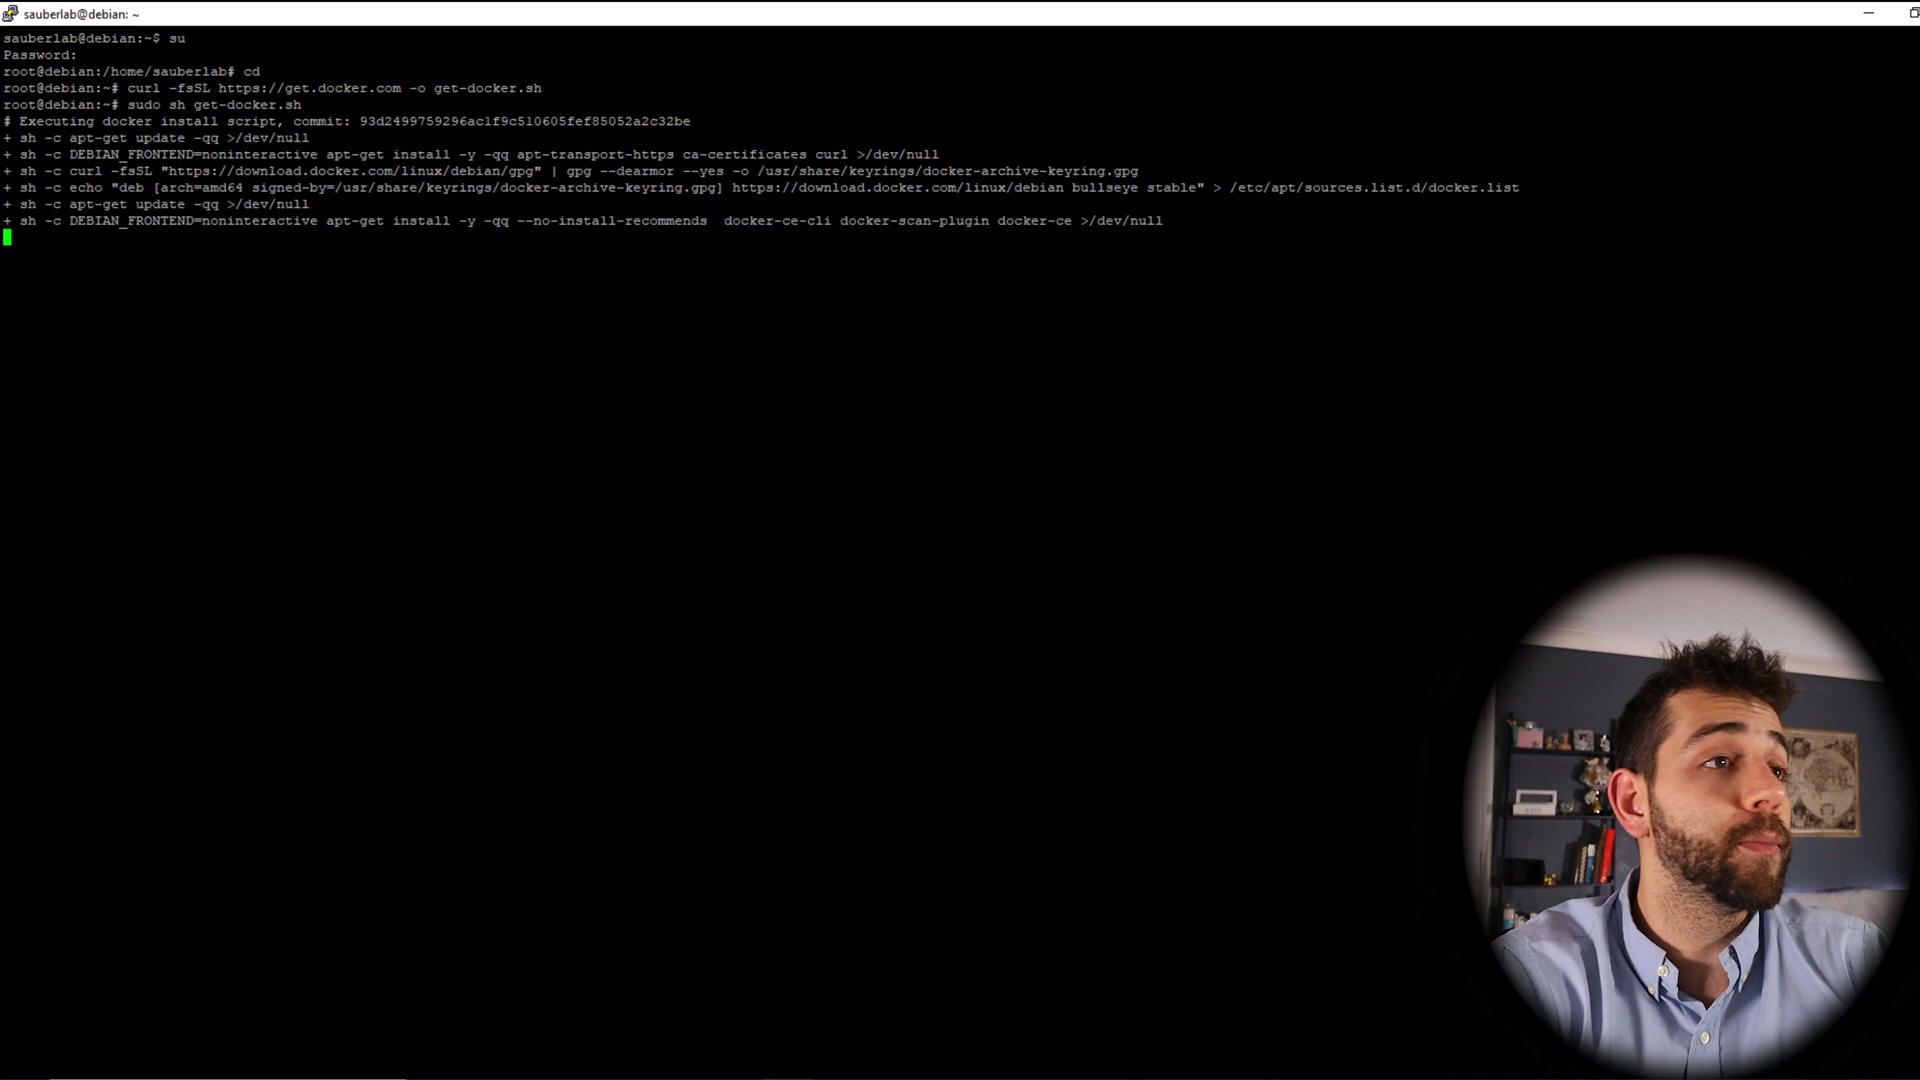 sauberlab@debian: ~
sauberlab@debian:~$ su
Password:
root@debian:/home/sauberlab# cd
root@debian:~# curl -fsSL https://get.docker.com -o get-docker.sh
root@debian:~# sudo sh get-docker.sh
# Executing docker install script, commit: 93d2499759296ac1f9c510605fef85052a2c32be
+ sh -c apt-get update -qq >/dev/null
+ sh -c DEBIAN_FRONTEND=noninteractive apt-get install -y -qq apt-transport-https ca-certificates curl >/dev/null
+ sh -c curl -fsSL "https://download.docker.com/linux/debian/gpg" | gpg --dearmor --yes -o /usr/share/keyrings/docker-archive-keyring.gpg
+ sh -c echo "deb [arch=amd64 signed-by=/usr/share/keyrings/docker-archive-keyring.gpg] https://download.docker.com/linux/debian bullseye stable" > /etc/apt/sources.list.d/docker.list
+ sh -c apt-get update -qq >/dev/null
+ sh -c DEBIAN_FRONTEND=noninteractive apt-get install -y -qq --no-install-recommends  docker-ce-cli docker-scan-plugin docker-ce >/dev/null